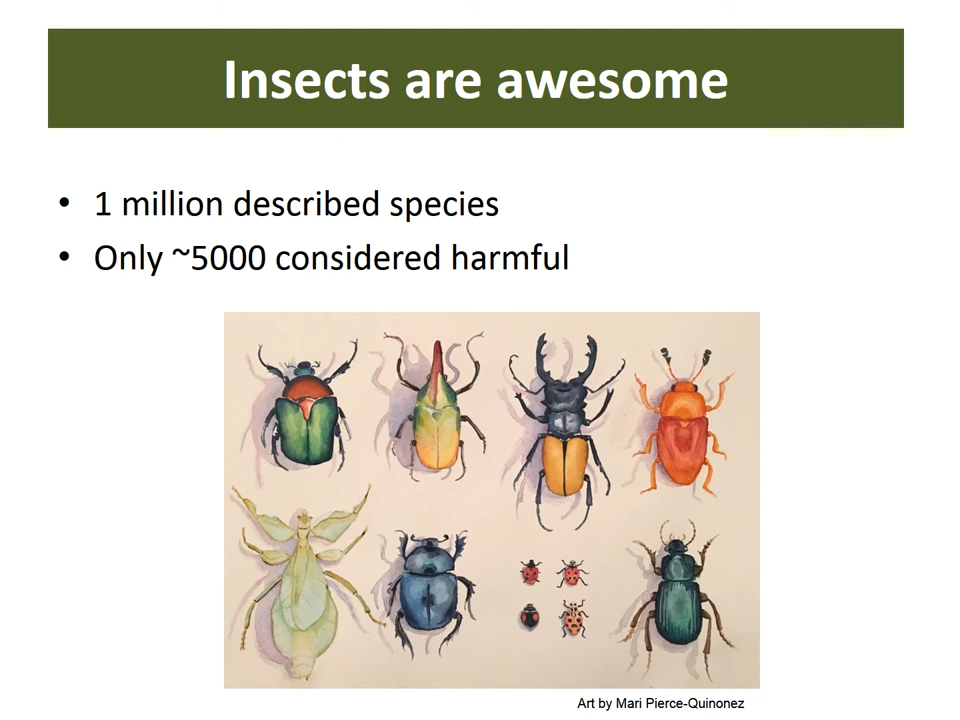 Insects are awesome
• 1 million described species
• Only ~5000 considered harmful
Art by Mari Pierce-Quinonez